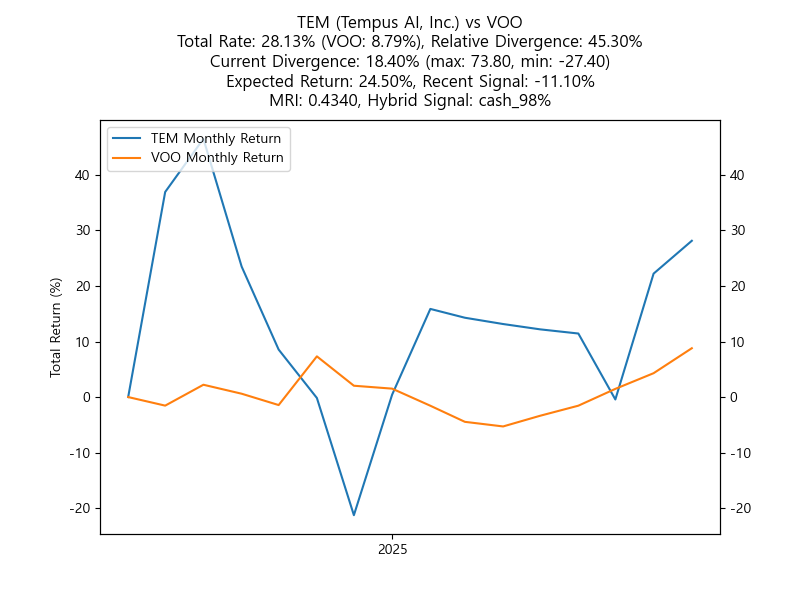 TEM (Tempus AI, Inc.) vs VOO
Total Rate: 28.13% (VOO: 8.79%), Relative Divergence: 45.30%
Current Divergence: 18.40% (max: 73.80, min: -27.40)
Expected Return: 24.50%, Recent Signal: -11.10%
MRI: 0.4340, Hybrid Signal: cash_98%
TEM Monthly Return
VOO Monthly Return
Total Return (%)
40
30
20
10
0
-10
-20
40
30
20
10
0
-10
-20
2025